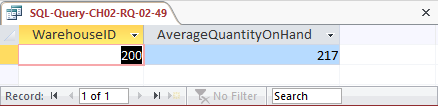 SQL-Query-CH02-RQ-02-49
WarehouseID AverageQuantityOnHand
200 217
Record: 1 of 1 No Filter Search